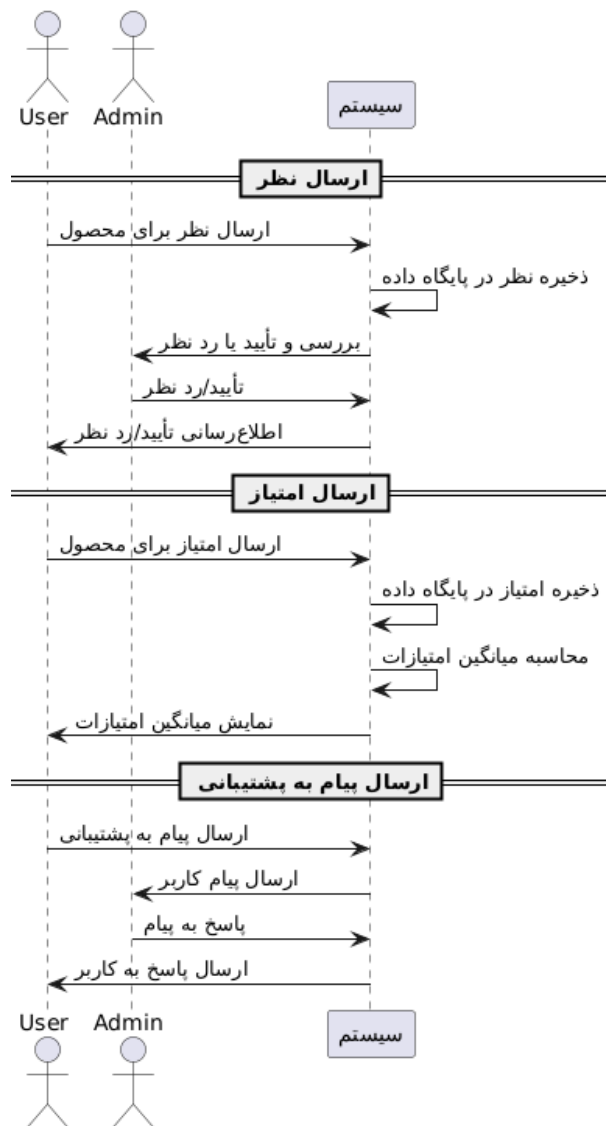 User
Admin
سیستم
ارسال نظر
ارسال نظر برای محصول
ذخیره نظر در پایگاه داده
بررسی و تأیید یا رد نظر
تأیید/رد نظر
اطلاع‌رسانی تأیید/رد نظر
ارسال امتیاز
ارسال امتیاز برای محصول
ذخیره امتیاز در پایگاه داده
محاسبه میانگین امتیازات
نمایش میانگین امتیازات
ارسال پیام به پشتیبانی
ارسال پیام به پشتیبانی
ارسال پیام کاربر
پاسخ به پیام
ارسال پاسخ به کاربر
User
Admin
سیستم